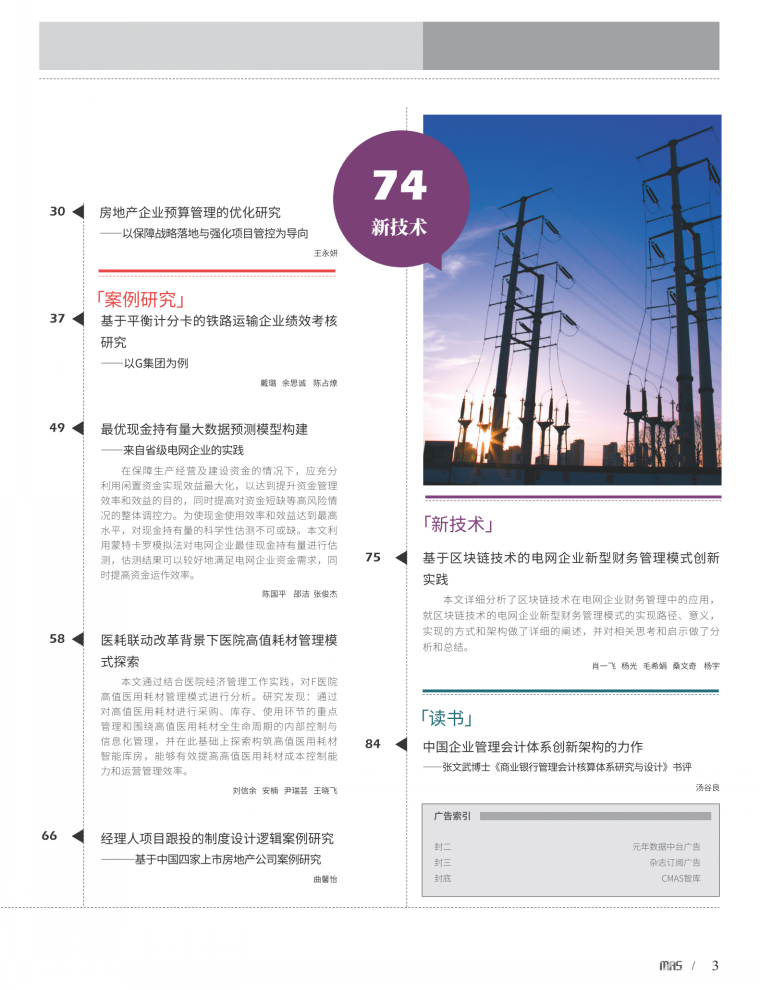 30 房地产企业预算管理的优化研究
——以保障战略落地与强化项目管控为导向
王永妍
「案例研究」
37 基于平衡计分卡的铁路运输企业绩效考核
研究
——以G集团为例
戴璐 余思诚 陈占燎
49 最优现金持有量大数据预测模型构建
——来自省级电网企业的实践
在保障生产经营及建设资金的情况下，应充分
利用闲置资金实现效益最大化，以达到提升资金管理
效率和效益的目的，同时提高对资金短缺等高风险情
况的整体调控力。为使现金使用效率和效益达到最高
水平，对现金持有量的科学性估测不可或缺。本文利
用蒙特卡罗模拟法对电网企业最佳现金持有量进行估
测，估测结果可以较好地满足电网企业资金需求，同
时提高资金运作效率。
陈国平 邵洁 张俊杰
58 医耗联动改革背景下医院高值耗材管理模
式探索
本文通过结合医院经济管理工作实践，对F医院
高值医用耗材管理模式进行分析。研究发现：通过
对高值医用耗材进行采购、库存、使用环节的重点
管理和围绕高值医用耗材全生命周期的内部控制与
信息化管理，并在此基础上探索构筑高值医用耗材
智能库房，能够有效提高高值医用耗材成本控制能
力和运营管理效率。
刘信余 安楠 尹瑞芸 王晓飞
66 经理人项目跟投的制度设计逻辑案例研究
———基于中国四家上市房地产公司案例研究
曲馨怡
74
新技术
「新技术」
75 基于区块链技术的电网企业新型财务管理模式创新
实践
本文详细分析了区块链技术在电网企业财务管理中的应用，
就区块链技术的电网企业新型财务管理模式的实现路径、意义，
实现的方式和架构做了详细的阐述，并对相关思考和启示做了分
析和总结。
肖一飞 杨光 毛希娟 桑文奇 杨宇
「读书」
84 中国企业管理会计体系创新架构的力作
——张文武博士《商业银行管理会计核算体系研究与设计》书评
汤谷良
广告索引
封二 元年数据中台广告
封三 杂志订阅广告
封底 CMAS智库
MAS / 3